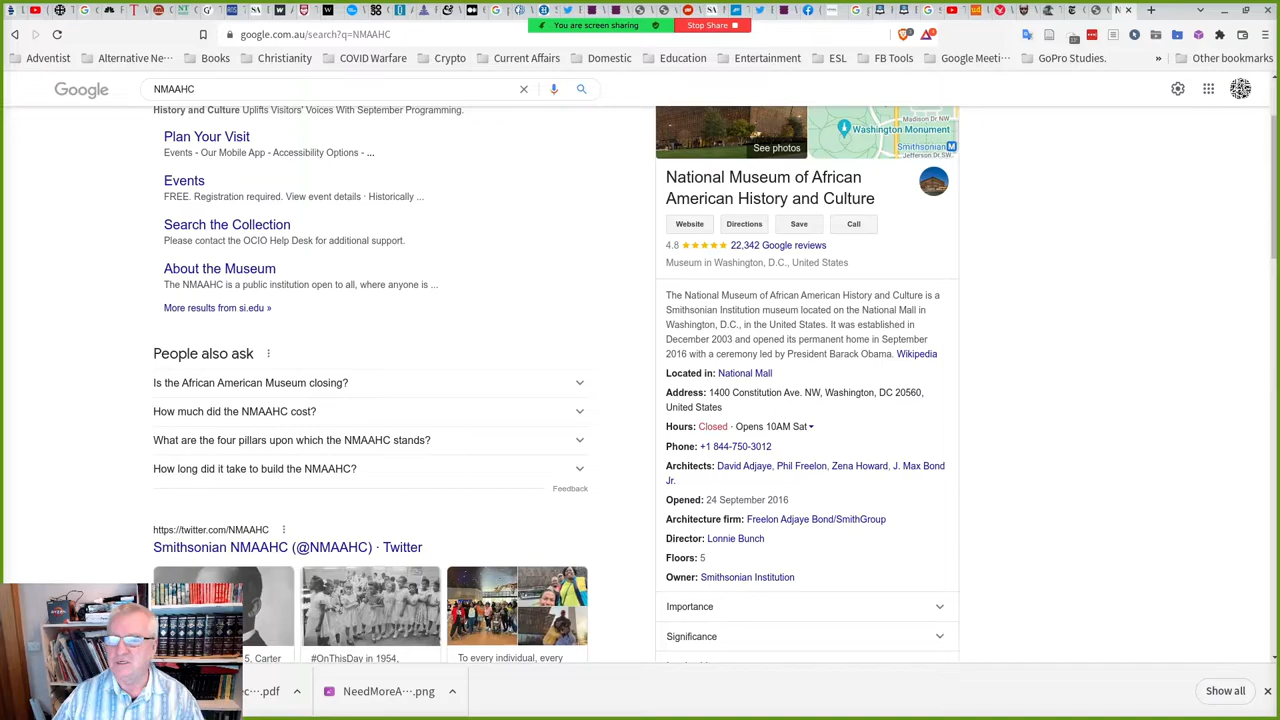 You are screen sharing
Stop Share
google.com.au/search?q=NMAAHC
Adventist
Alternative Ne···
Books
Christianity
COVID Warfare
Crypto
Current Affairs
Domestic
Education
Entertainment
ESL
FB Tools
Google Meeti···
GoPro Studies.
»
Other bookmarks
Google
NMAAHC
History and Culture Uplifts Visitors' Voices With September Programming.
Plan Your Visit
Events - Our Mobile App - Accessibility Options - ...
Events
FREE. Registration required. View event details · Historically ...
Search the Collection
Please contact the OCIO Help Desk for additional support.
About the Museum
The NMAAHC is a public institution open to all, where anyone is ...
More results from si.edu »
People also ask
Is the African American Museum closing?
How much did the NMAAHC cost?
What are the four pillars upon which the NMAAHC stands?
How long did it take to build the NMAAHC?
Feedback
https://twitter.com/NMAAHC
Smithsonian NMAAHC (@NMAAHC) · Twitter
5, Carter
#OnThisDay in 1954,
To every individual, every
See photos
Madison Dr NW
Washington Monument
Smithsonian
Jefferson Dr SW
National Museum of African
American History and Culture
Website
Directions
Save
Call
4.8 22,342 Google reviews
Museum in Washington, D.C., United States
The National Museum of African American History and Culture is a
Smithsonian Institution museum located on the National Mall in
Washington, D.C., in the United States. It was established in
December 2003 and opened its permanent home in September
2016 with a ceremony led by President Barack Obama. Wikipedia
Located in: National Mall
Address: 1400 Constitution Ave. NW, Washington, DC 20560,
United States
Hours: Closed · Opens 10AM Sat
Phone: +1 844-750-3012
Architects: David Adjaye, Phil Freelon, Zena Howard, J. Max Bond
Jr.
Opened: 24 September 2016
Architecture firm: Freelon Adjaye Bond/SmithGroup
Director: Lonnie Bunch
Floors: 5
Owner: Smithsonian Institution
Importance
Significance
c···.pdf
NeedMoreA···.png
Show all